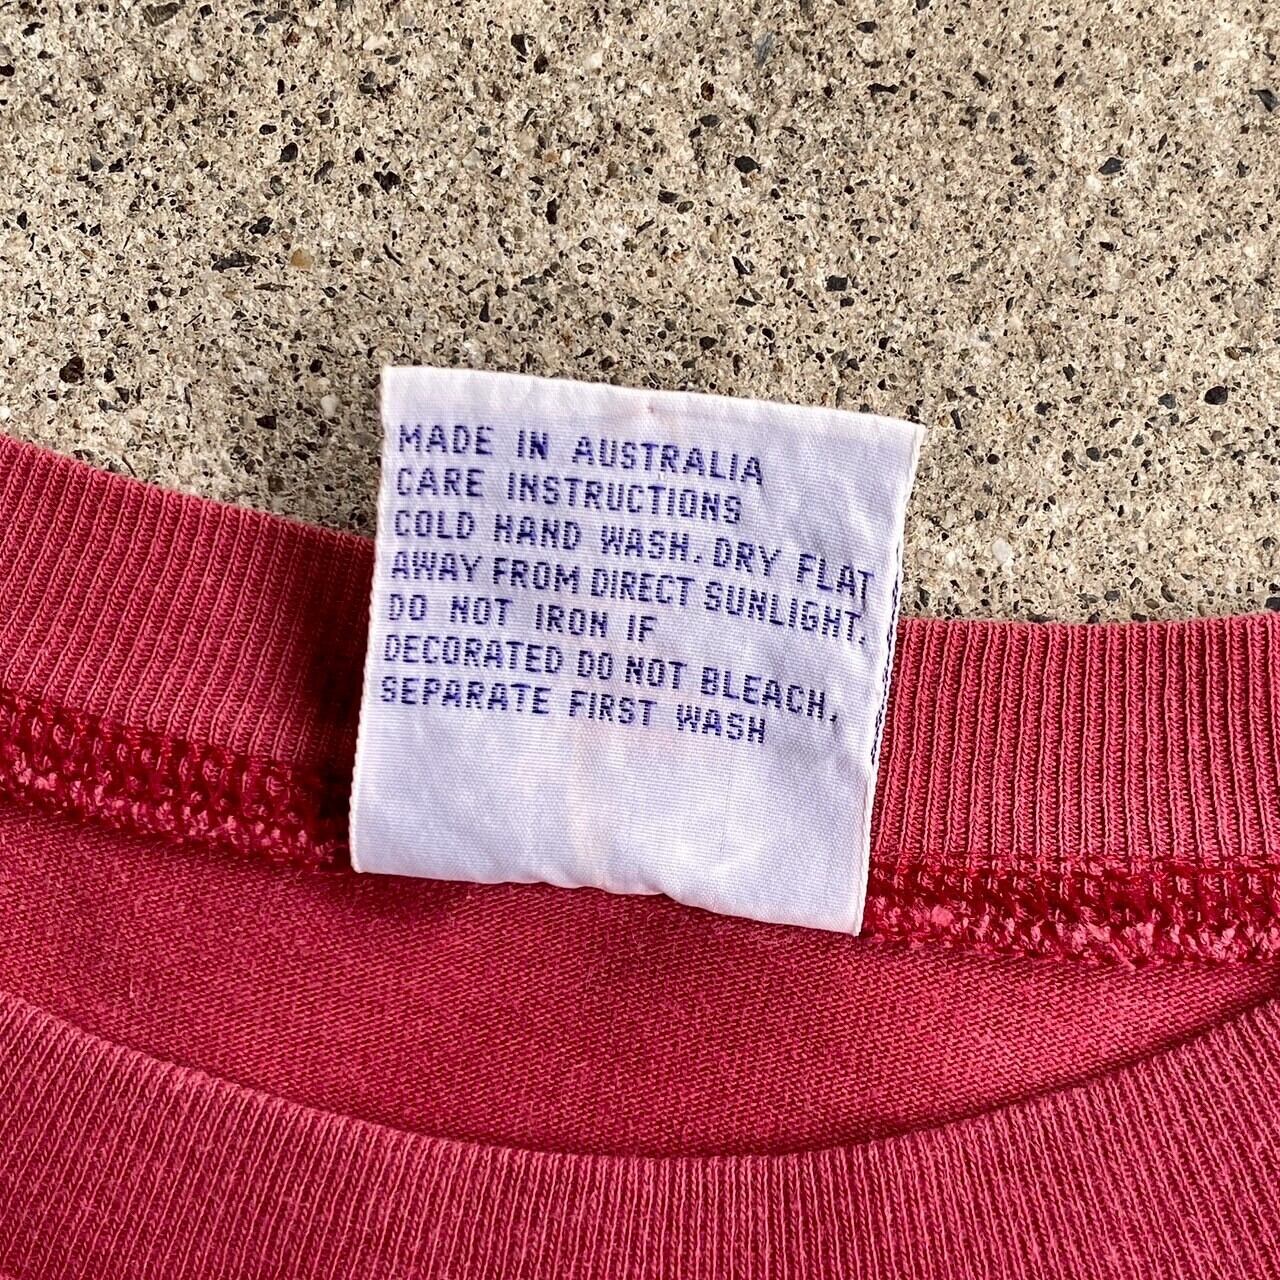 MADE IN AUSTRALIA
CARE INSTRUCTIONS
COLD HAND WASH. DRY FLAT
AWAY FROM DIRECT SUNLIGHT.
DO NOT IRON IF
DECORATED DO NOT BLEACH.
SEPARATE FIRST WASH